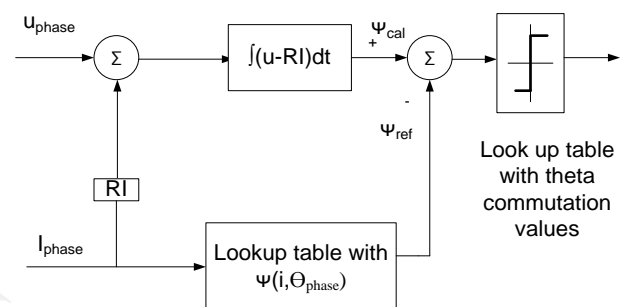 u_phase
Σ
∫(u-RI)dt
+
Ψ_cal
Σ
-
Ψ_ref
RI
I_phase
Lookup table with
Ψ(i,Θ_phase)
Look up table
with theta
commutation
values